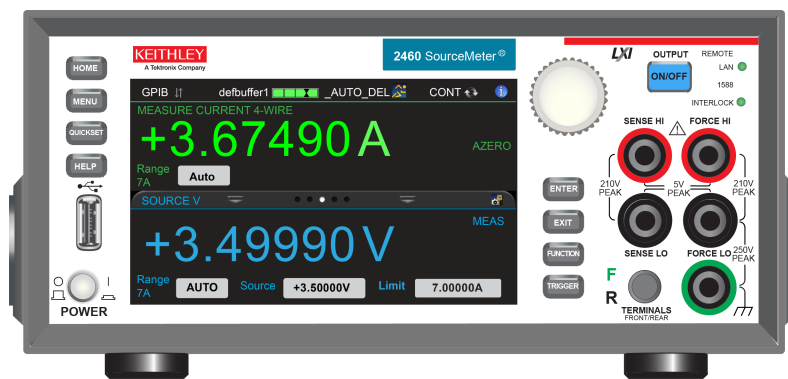 KEITHLEY
A Tektronix Company
2460 SourceMeter®
HOME
MENU
QUICKSET
HELP
POWER
GPIB defbuffer1 _AUTO_DEL CONT i
MEASURE CURRENT 4-WIRE
+3.67490 A
AZERO
Range
7A Auto
SOURCE V
MEAS
+3.49990 V
Range
7A AUTO Source +3.50000V Limit 7.00000A
ENTER
EXIT
FUNCTION
TRIGGER
LXI
OUTPUT
ON/OFF
REMOTE
LAN
1588
INTERLOCK
SENSE HI FORCE HI
210V
PEAK
5V
PEAK
210V
PEAK
SENSE LO FORCE LO
250V
PEAK
F
R
TERMINALS
FRONT/REAR